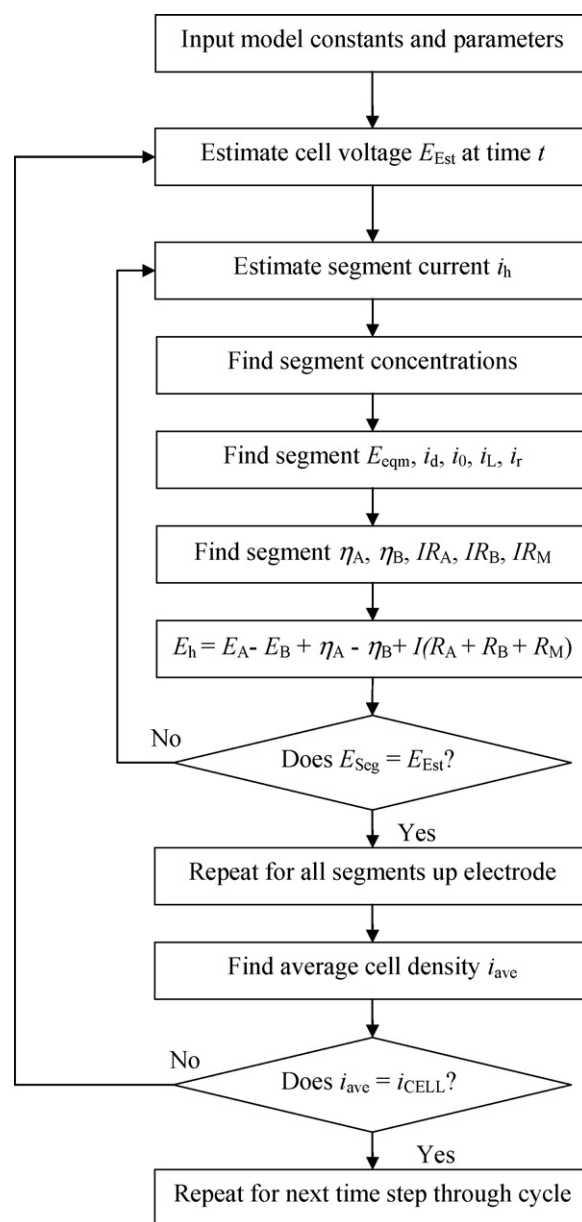 Input model constants and parameters
Estimate cell voltage E_Est at time t
Estimate segment current i_h
Find segment concentrations
Find segment E_eqm, i_d, i_0, i_L, i_r
Find segment η_A, η_B, IR_A, IR_B, IR_M
E_h = E_A- E_B + η_A - η_B+ I(R_A + R_B + R_M)
No
Does E_Seg = E_Est?
Yes
Repeat for all segments up electrode
Find average cell density i_ave
No
Does i_ave = i_CELL?
Yes
Repeat for next time step through cycle